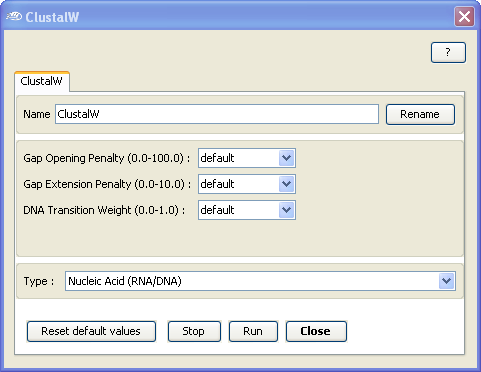 ClustalW
?
ClustalW
Name ClustalW Rename
Gap Opening Penalty (0.0-100.0) : default
Gap Extension Penalty (0.0-10.0) : default
DNA Transition Weight (0.0-1.0) : default
Type : Nucleic Acid (RNA/DNA)
Reset default values Stop Run Close